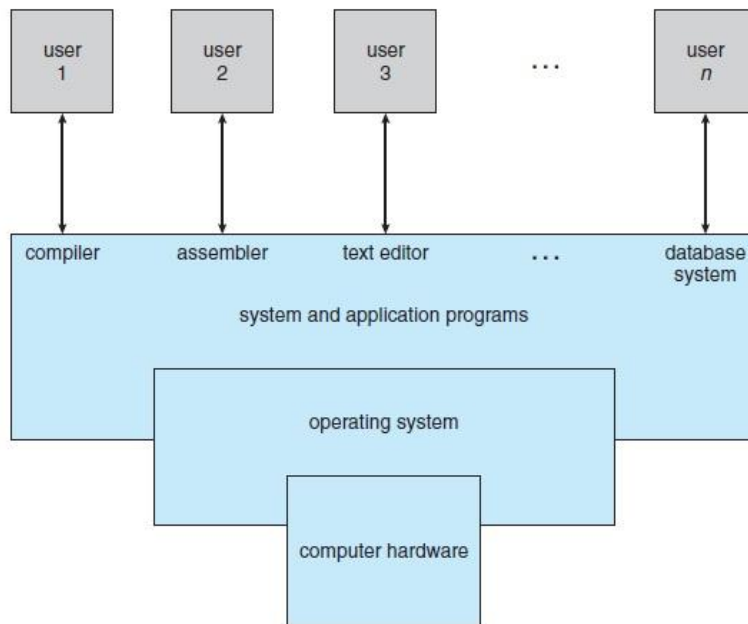 user
1
user
2
user
3
...
user
n
compiler
assembler
text editor
...
database
system
system and application programs
operating system
computer hardware